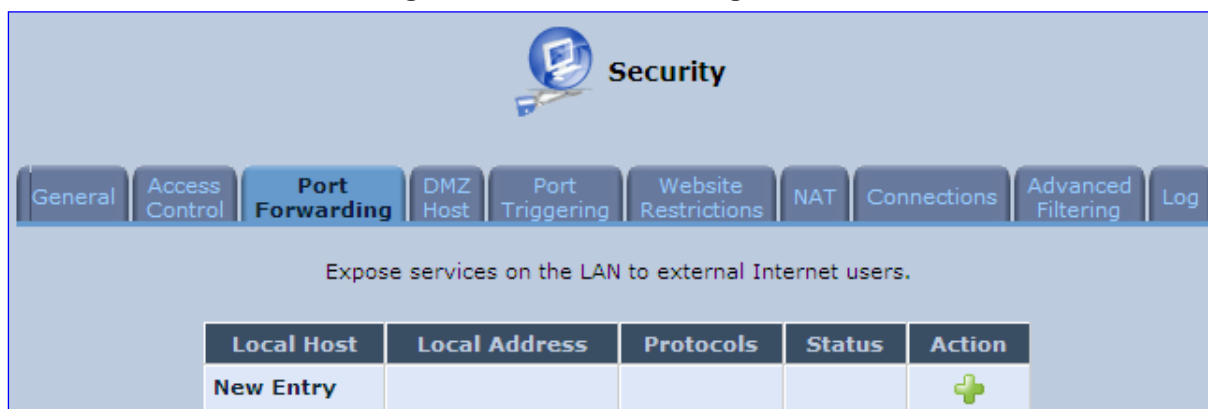 Security
General
Access
Control
Port
Forwarding
DMZ
Host
Port
Triggering
Website
Restrictions
NAT
Connections
Advanced
Filtering
Log
Expose services on the LAN to external Internet users.
Local Host Local Address Protocols Status Action
New Entry